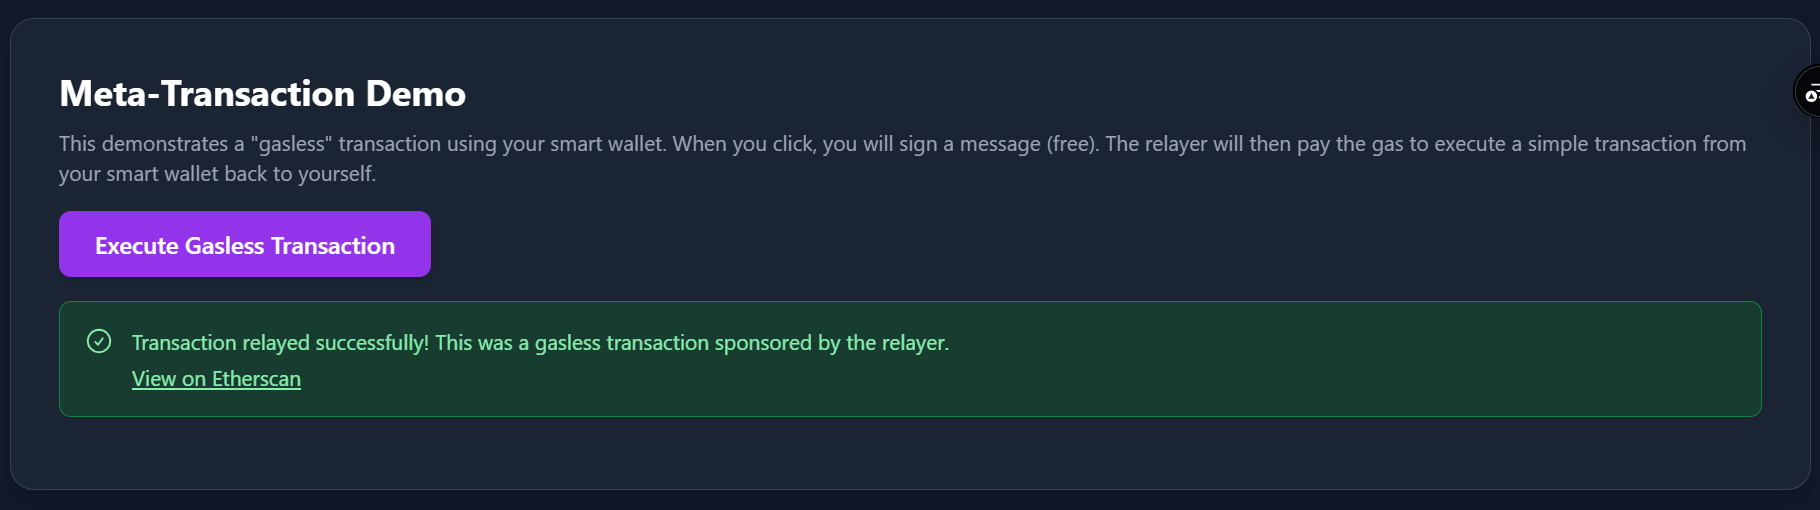 Meta-Transaction Demo
This demonstrates a "gasless" transaction using your smart wallet. When you click, you will sign a message (free). The relayer will then pay the gas to execute a simple transaction from
your smart wallet back to yourself.
Execute Gasless Transaction
Transaction relayed successfully! This was a gasless transaction sponsored by the relayer.
View on Etherscan